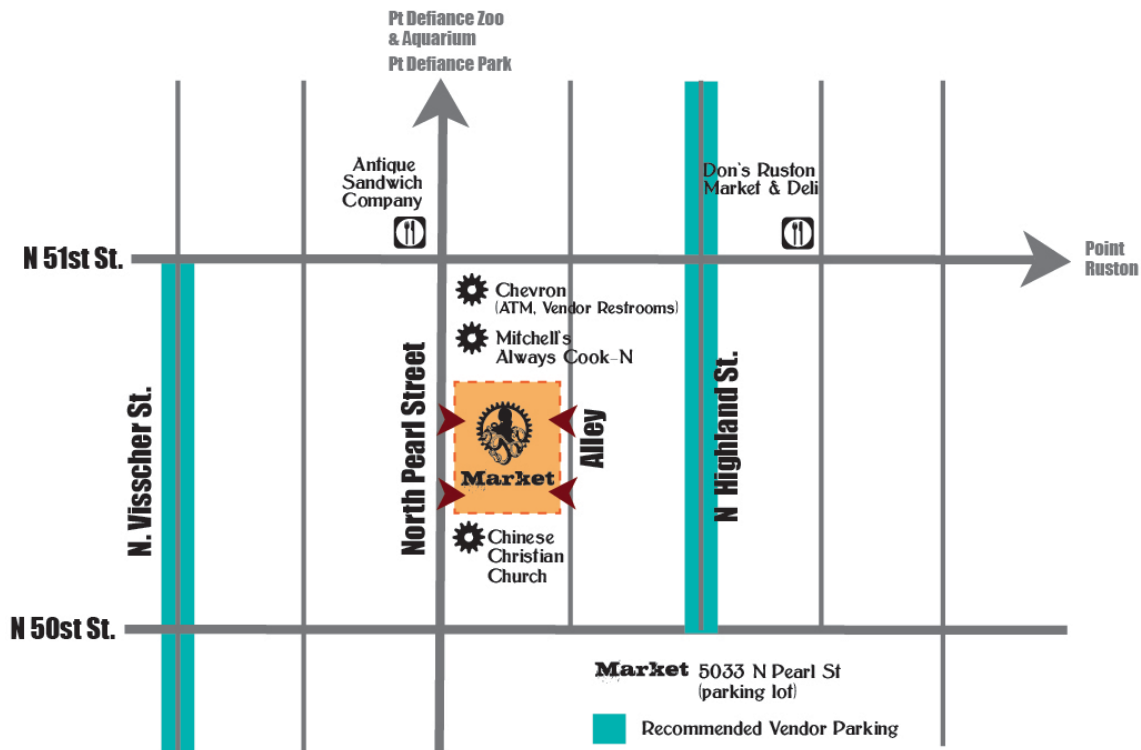 Pt Defiance Zoo
& Aquarium
Pt Defiance Park
Antique
Sandwich
Company
Don's Ruston
Market & Deli
N 51st St.
Point
Ruston
Chevron
(ATM, Vendor Restrooms)
Mitchell's
Always Cook-N
N. Visscher St.
North Pearl Street
Market
Alley
N Highland St.
Chinese
Christian
Church
N 50st St.
Market 5033 N Pearl St
(parking lot)
Recommended Vendor Parking